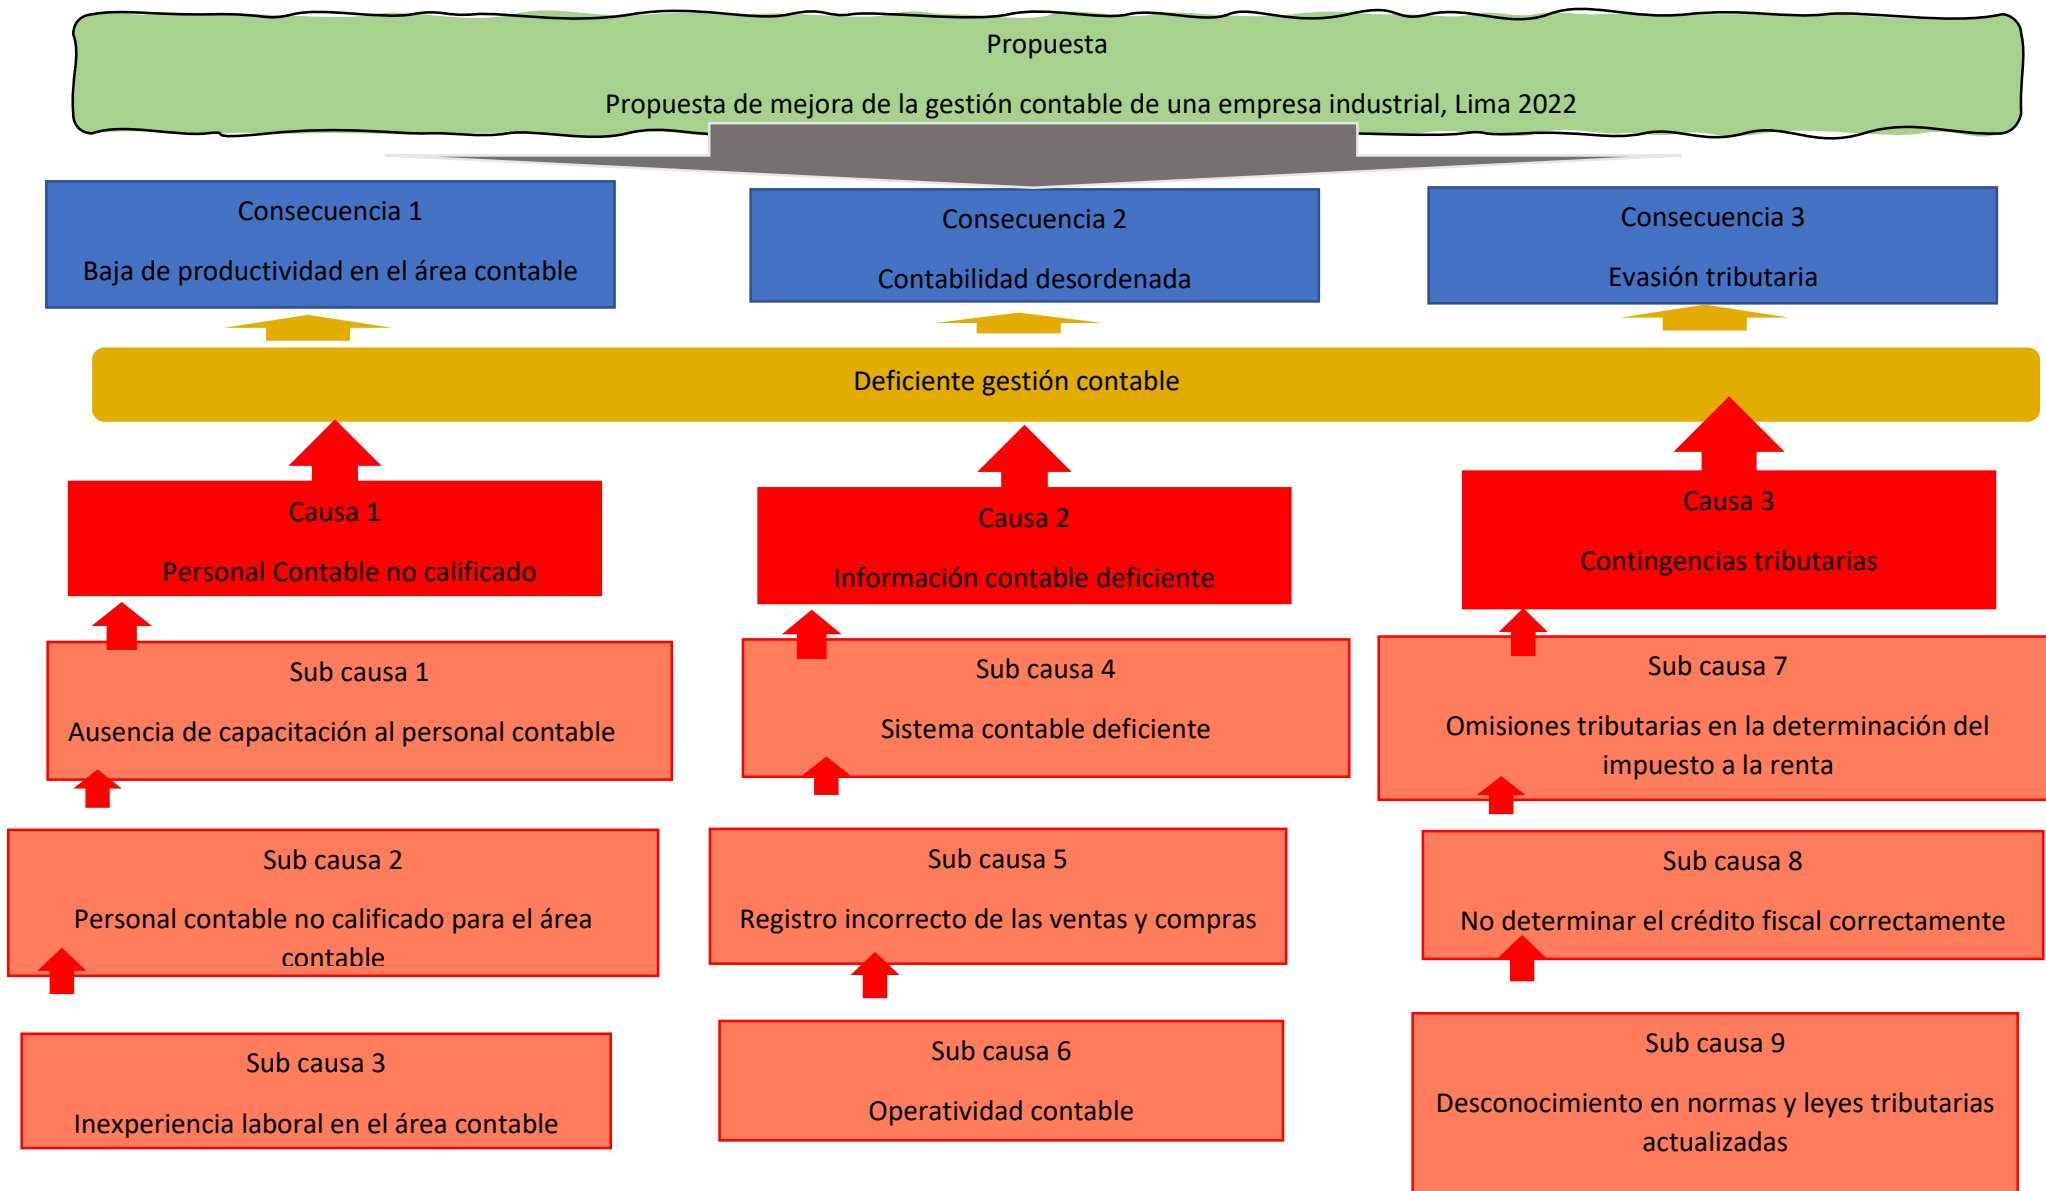 Propuesta
Propuesta de mejora de la gestión contable de una empresa industrial, Lima 2022
Consecuencia 1
Baja de productividad en el área contable
Consecuencia 2
Contabilidad desordenada
Consecuencia 3
Evasión tributaria
Deficiente gestión contable
Causa 1
Personal Contable no calificado
Causa 2
Información contable deficiente
Causa 3
Contingencias tributarias
Sub causa 1
Ausencia de capacitación al personal contable
Sub causa 4
Sistema contable deficiente
Sub causa 7
Omisiones tributarias en la determinación del
impuesto a la renta
Sub causa 2
Personal contable no calificado para el área
contable
Sub causa 5
Registro incorrecto de las ventas y compras
Sub causa 8
No determinar el crédito fiscal correctamente
Sub causa 3
Inexperiencia laboral en el área contable
Sub causa 6
Operatividad contable
Sub causa 9
Desconocimiento en normas y leyes tributarias
actualizadas